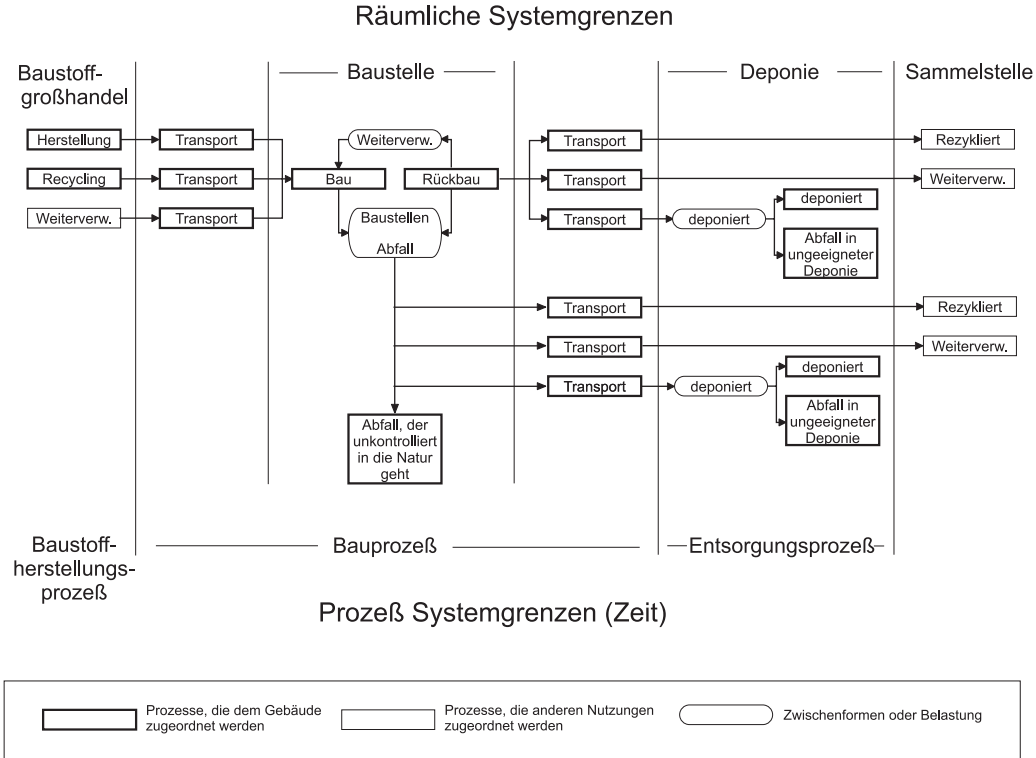 Räumliche Systemgrenzen
Baustoff-
großhandel
Baustelle
Deponie
Sammelstelle
Herstellung
Transport
Weiterverw.
Transport
Rezykliert
Recycling
Transport
Bau
Rückbau
Transport
Weiterverw.
Weiterverw.
Transport
Baustellen
Abfall
Transport
deponiert
deponiert
Abfall in
ungeeigneter
Deponie
Transport
Rezykliert
Transport
Weiterverw.
Transport
deponiert
deponiert
Abfall in
ungeeigneter
Deponie
Abfall, der
unkontrolliert
in die Natur
geht
Baustoff-
herstellungs-
prozeß
Bauprozeß
Entsorgungsprozeß
Prozeß Systemgrenzen (Zeit)
Prozesse, die dem Gebäude
zugeordnet werden
Prozesse, die anderen Nutzungen
zugeordnet werden
Zwischenformen oder Belastung